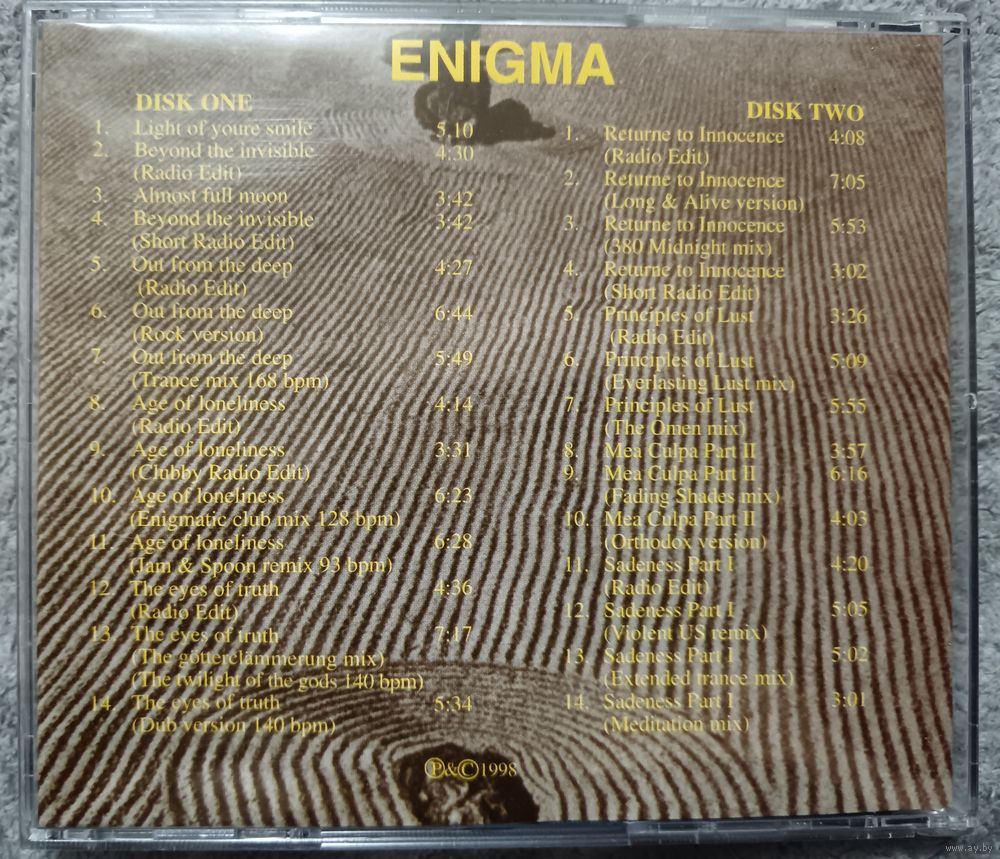 ENIGMA
DISK ONE
1. Light of youre smile 5.10
2. Beyond the invisible 4:30
(Radio Edit)
3. Almost full moon 3:42
4. Beyond the invisible 3:42
(Short Radio Edit)
5. Out from the deep 4:27
(Radio Edit)
6. Out from the deep 6:44
(Rock version)
7. Out from the deep 5:49
(Trance mix 168 bpm)
8. Age of loneliness 4:14
(Radio Edit)
9. Age of loneliness 3:31
(Clubby Radio Edit)
10. Age of loneliness 6:23
(Enigmatic club mix 128 bpm)
11. Age of loneliness 6:28
(Jam & Spoon remix 93 bpm)
12. The eyes of truth 4:36
(Radio Edit)
13. The eyes of truth 7:17
(The götterclämmerung mix)
(The twilight of the gods 140 bpm)
14. The eyes of truth 5:34
(Dub version 140 bpm)
DISK TWO
1. Returne to Innocence 4:08
(Radio Edit)
2. Returne to Innocence 7:05
(Long & Alive version)
3. Returne to Innocence 5:53
(380 Midnight mix)
4. Returne to Innocence 3:02
(Short Radio Edit)
5. Principles of Lust 3:26
(Radio Edit)
6. Principles of Lust 5:09
(Everlasting Lust mix)
7. Principles of Lust 5:55
(The Omen mix)
8. Mea Culpa Part II 3:57
9. Mea Culpa Part II 6:16
(Fading Shades mix)
10. Mea Culpa Part II 4:03
(Orthodox version)
11. Sadeness Part I 4:20
(Radio Edit)
12. Sadeness Part I 5:05
(Violent US remix)
13. Sadeness Part I 5:02
(Extended trance mix)
14. Sadeness Part I 3:01
(Meditation mix)
Ⓟ&©1998
www.ay.by